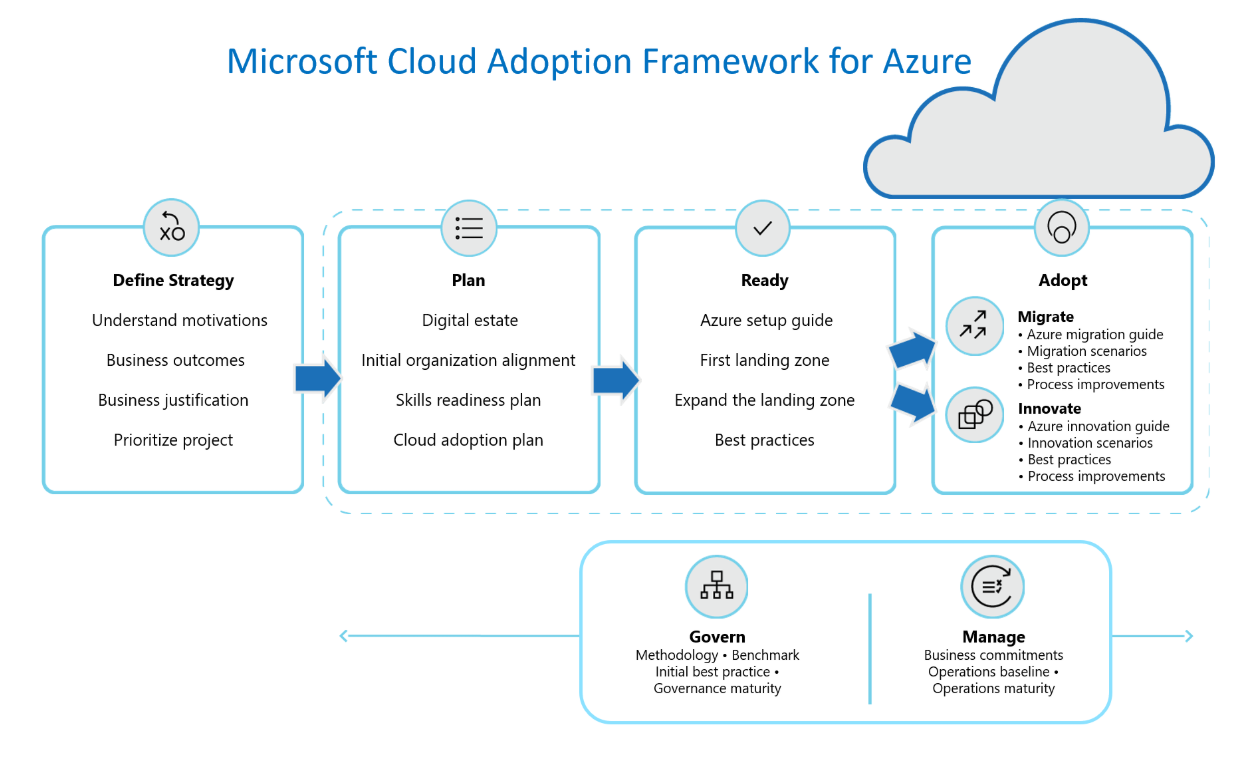 Microsoft Cloud Adoption Framework for Azure
Define Strategy
Understand motivations
Business outcomes
Business justification
Prioritize project
Plan
Digital estate
Initial organization alignment
Skills readiness plan
Cloud adoption plan
Ready
Azure setup guide
First landing zone
Expand the landing zone
Best practices
Adopt
Migrate
• Azure migration guide
• Migration scenarios
• Best practices
• Process improvements
Innovate
• Azure innovation guide
• Innovation scenarios
• Best practices
• Process improvements
Govern
Methodology • Benchmark
Initial best practice •
Governance maturity
Manage
Business commitments
Operations baseline •
Operations maturity